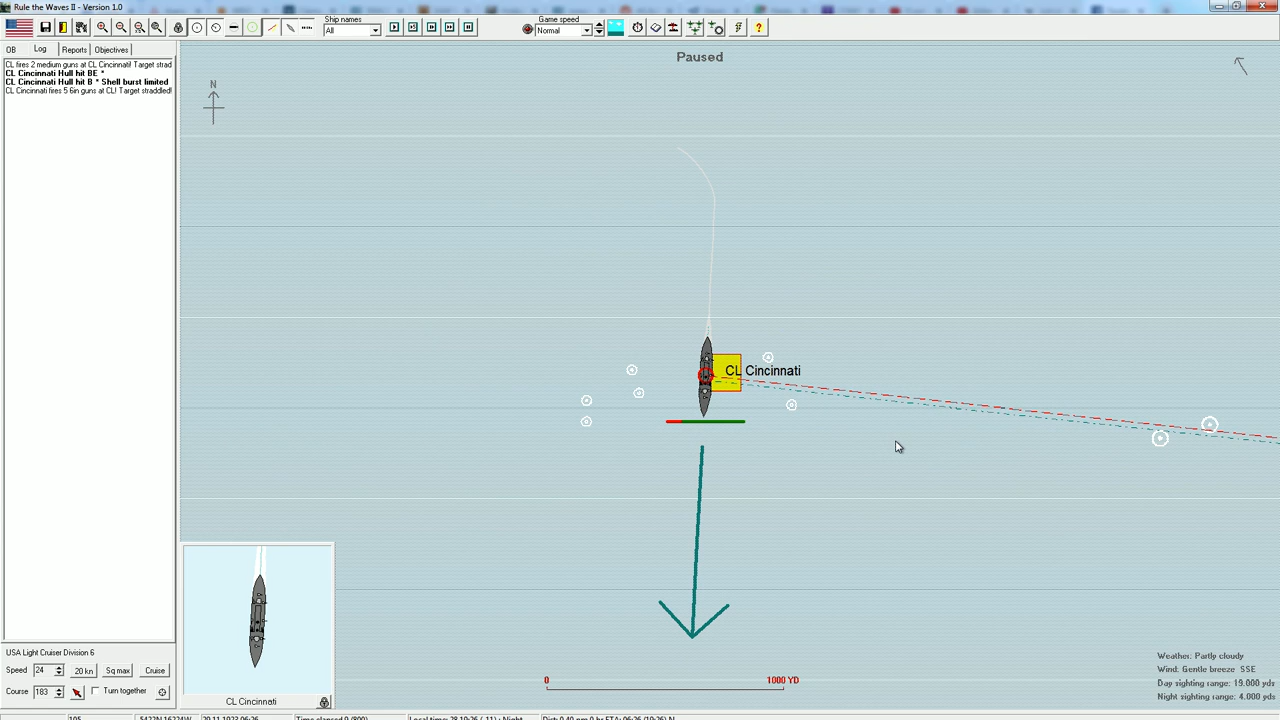 Rule the Waves II - Version 1.0
Ship names
All
Game speed
Normal
OB Log Reports Objectives
CL fires 2 medium guns at CL Cincinnati! Target strad
CL Cincinnati Hull hit BE *
CL Cincinnati Hull hit B * Shell burst limited
CL Cincinnati fires 5 6in guns at CL! Target straddled!
Paused
N
CL Cincinnati
USA Light Cruiser Division 6
Speed 24 20 kn Sq max Cruise
Course 183 Turn together
CL Cincinnati
0 1000 YD
Weather: Partly cloudy
Wind: Gentle breeze SSE
Day sighting range: 19.000 yds
Night sighting range: 4.000 yds